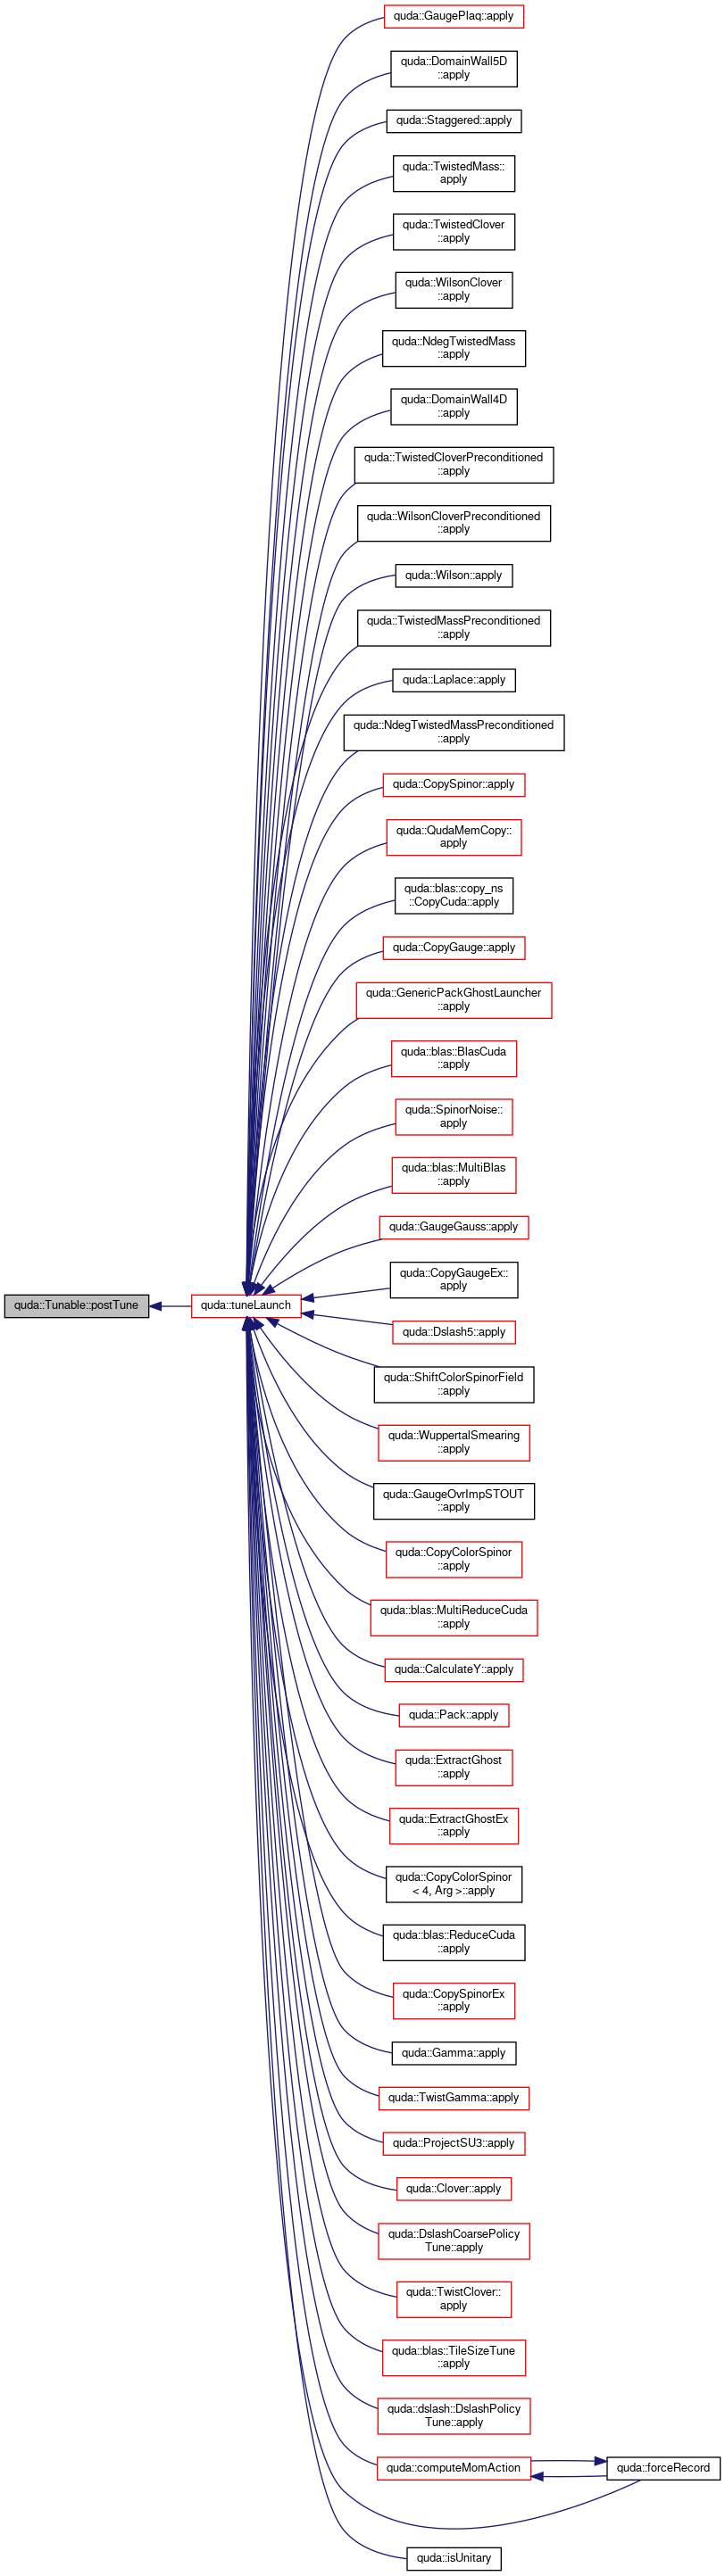 quda::GaugePlaq::apply
quda::DomainWall5D
::apply
quda::Staggered::apply
quda::TwistedMass::
apply
quda::TwistedClover
::apply
quda::WilsonClover
::apply
quda::NdegTwistedMass
::apply
quda::DomainWall4D
::apply
quda::TwistedCloverPreconditioned
::apply
quda::WilsonCloverPreconditioned
::apply
quda::Wilson::apply
quda::TwistedMassPreconditioned
::apply
quda::Laplace::apply
quda::NdegTwistedMassPreconditioned
::apply
quda::CopySpinor::apply
quda::QudaMemCopy::
apply
quda::blas::copy_ns
::CopyCuda::apply
quda::CopyGauge::apply
quda::GenericPackGhostLauncher
::apply
quda::blas::BlasCuda
::apply
quda::SpinorNoise::
apply
quda::blas::MultiBlas
::apply
quda::GaugeGauss::apply
quda::CopyGaugeEx::
apply
quda::Tunable::postTune
quda::tuneLaunch
quda::Dslash5::apply
quda::ShiftColorSpinorField
::apply
quda::WuppertalSmearing
::apply
quda::GaugeOvrImpSTOUT
::apply
quda::CopyColorSpinor
::apply
quda::blas::MultiReduceCuda
::apply
quda::CalculateY::apply
quda::Pack::apply
quda::ExtractGhost
::apply
quda::ExtractGhostEx
::apply
quda::CopyColorSpinor
< 4, Arg >::apply
quda::blas::ReduceCuda
::apply
quda::CopySpinorEx
::apply
quda::Gamma::apply
quda::TwistGamma::apply
quda::ProjectSU3::apply
quda::Clover::apply
quda::DslashCoarsePolicy
Tune::apply
quda::TwistClover::
apply
quda::blas::TileSizeTune
::apply
quda::dslash::DslashPolicy
Tune::apply
quda::computeMomAction
quda::forceRecord
quda::isUnitary